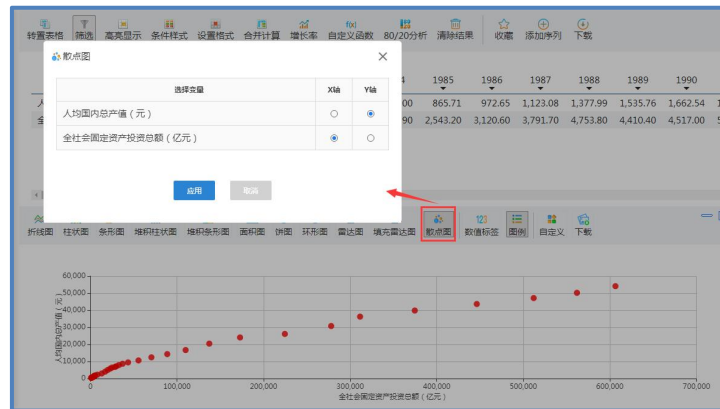 转置表格 筛选 高亮显示 条件样式 设置格式 合并计算 增长率 自定义函数 80/20分析 清除结果 收藏 添加序列 下载
散点图
选择变量 X轴 Y轴
人均国内总产值（元）
全社会固定资产投资总额（亿元）
应用 取消
4 1985 1986 1987 1988 1989 1990
人 00 865.71 972.65 1,123.08 1,377.99 1,535.76 1,662.54 1
全 90 2,543.20 3,120.60 3,791.70 4,753.80 4,410.40 4,517.00 5
折线图 柱状图 条形图 堆积柱状图 堆积条形图 面积图 饼图 环形图 雷达图 填充雷达图 散点图 数值标签 图例 自定义 下载
人均国内总产值（元）
60,000
50,000
40,000
30,000
20,000
10,000
0
0 100,000 200,000 300,000 400,000 500,000 600,000 700,000
全社会固定资产投资总额（亿元）